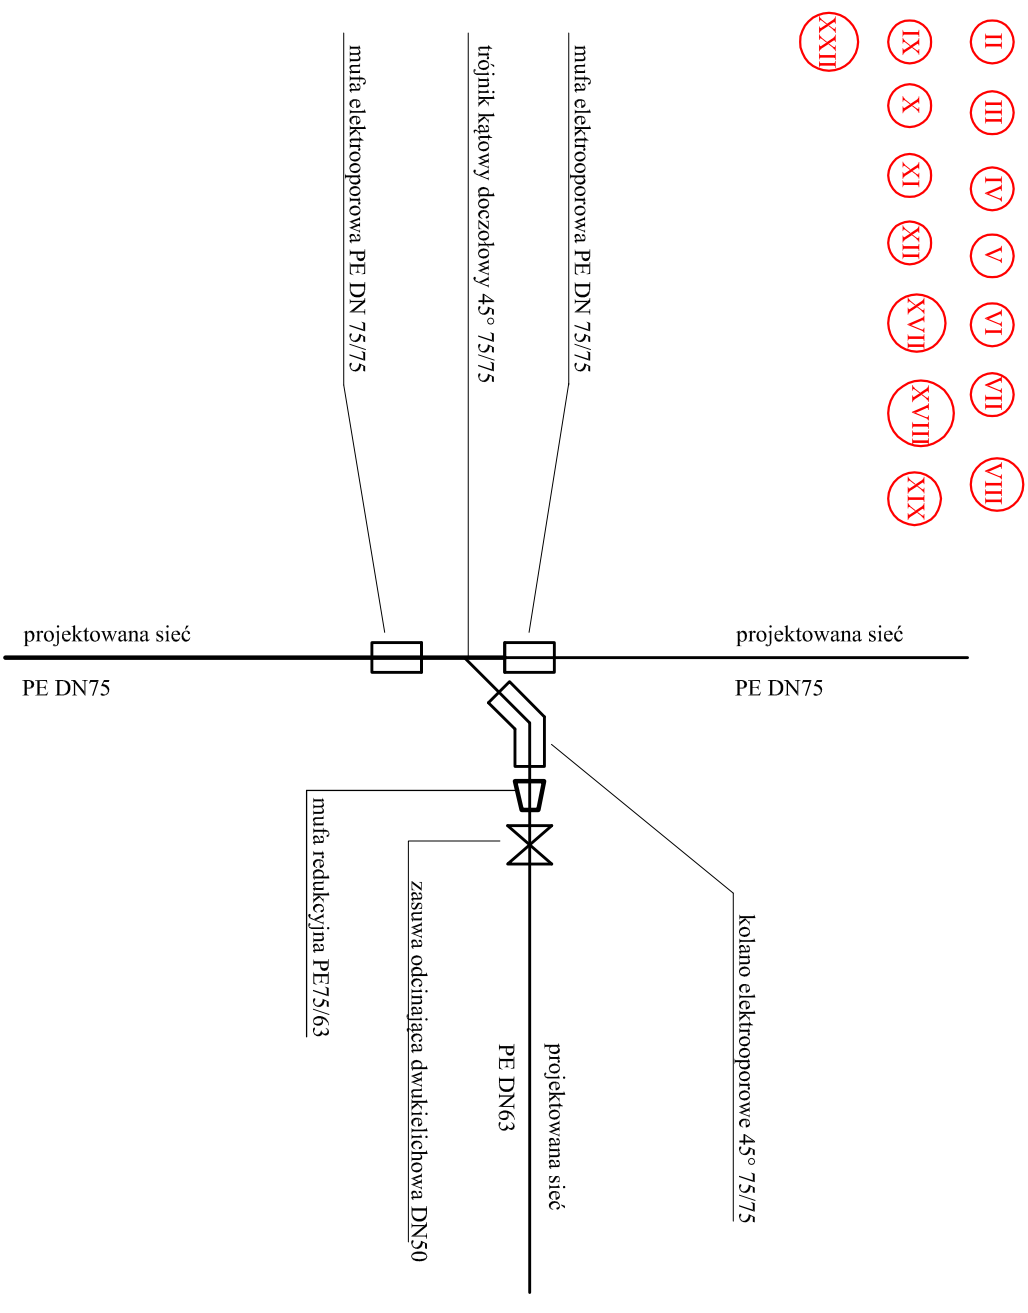 II
III
IV
V
VI
VII
VIII
IX
X
XI
XII
XVII
XVIII
XIX
XXII
mufa elektrooporowa PE DN 75/75
trójnik kątowy doczołowy 45° 75/75
mufa elektrooporowa PE DN 75/75
projektowana sieć
PE DN75
projektowana sieć
PE DN75
kolano elektrooporowe 45° 75/75
projektowana sieć
PE DN63
zasuwa odcinająca dwukielichowa DN50
mufa redukcyjna PE75/63